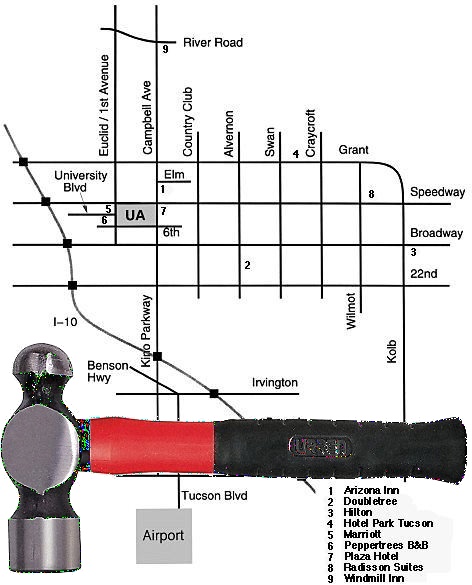 9
River Road
Euclid / 1st Avenue
Campbell Ave
Country Club
Alvernon
Swan
Craycroft
4
Grant
University
Blvd
Elm
1
8
Speedway
5
UA
7
6
6th
Broadway
3
2
22nd
I-10
Kino Parkway
Wilmot
Kolb
Benson
Hwy
Irvington
Tucson Blvd
Airport
1 Arizona Inn
2 Doubletree
3 Hilton
4 Hotel Park Tucson
5 Marriott
6 Peppertrees B&B
7 Plaza Hotel
8 Radisson Suites
9 Windmill Inn